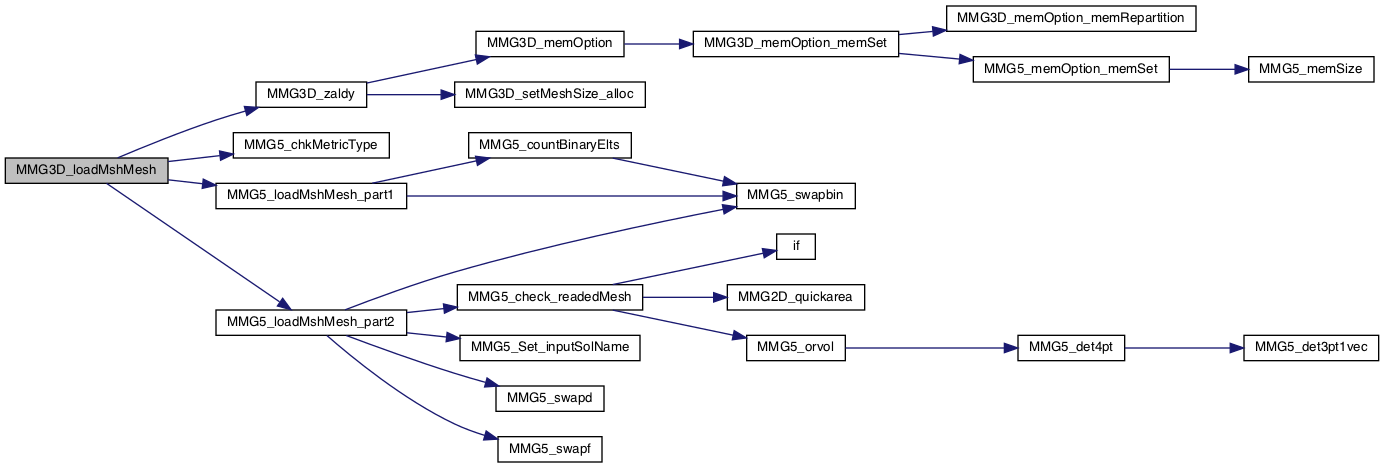 MMG3D_memOption_memRepartition
MMG3D_memOption
MMG3D_memOption_memSet
MMG5_memOption_memSet
MMG5_memSize
MMG3D_zaldy
MMG3D_setMeshSize_alloc
MMG5_chkMetricType
MMG5_countBinaryElts
MMG3D_loadMshMesh
MMG5_loadMshMesh_part1
MMG5_swapbin
if
MMG5_check_readedMesh
MMG2D_quickarea
MMG5_loadMshMesh_part2
MMG5_Set_inputSolName
MMG5_orvol
MMG5_det4pt
MMG5_det3pt1vec
MMG5_swapd
MMG5_swapf